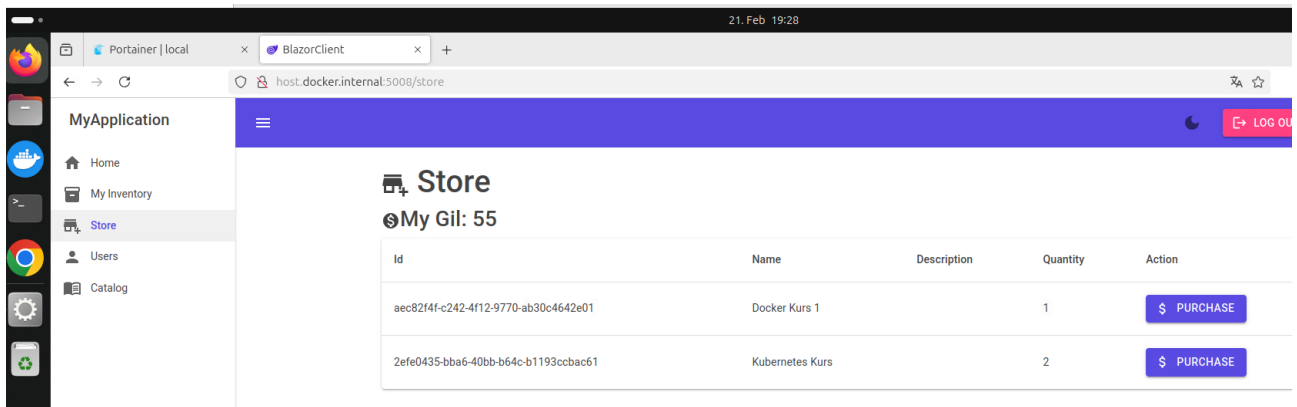 21. Feb 19:28
Portainer | local
BlazorClient
host.docker.internal:5008/store
MyApplication
LOG OU
Home
My Inventory
Store
Users
Catalog
Store
My Gil: 55
Id Name Description Quantity Action
aec82f4f-c242-4f12-9770-ab30c4642e01 Docker Kurs 1 1 $ PURCHASE
2efe0435-bba6-40bb-b64c-b1193ccbac61 Kubernetes Kurs 2 $ PURCHASE